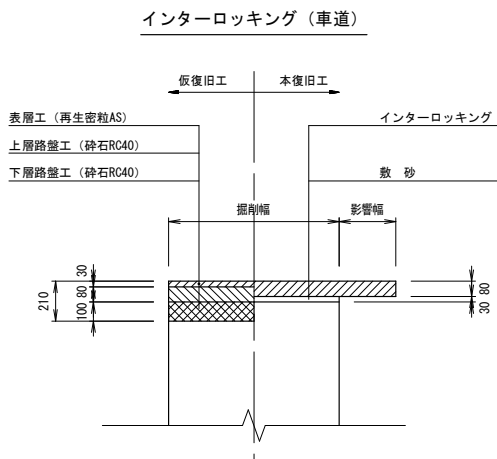 インターロッキング（車道）
仮復旧工
本復旧工
表層工（再生密粒AS）
インターロッキング
上層路盤工（砕石RC40）
下層路盤工（砕石RC40）
敷 砂
掘削幅
影響幅
30
80
100
210
80
30